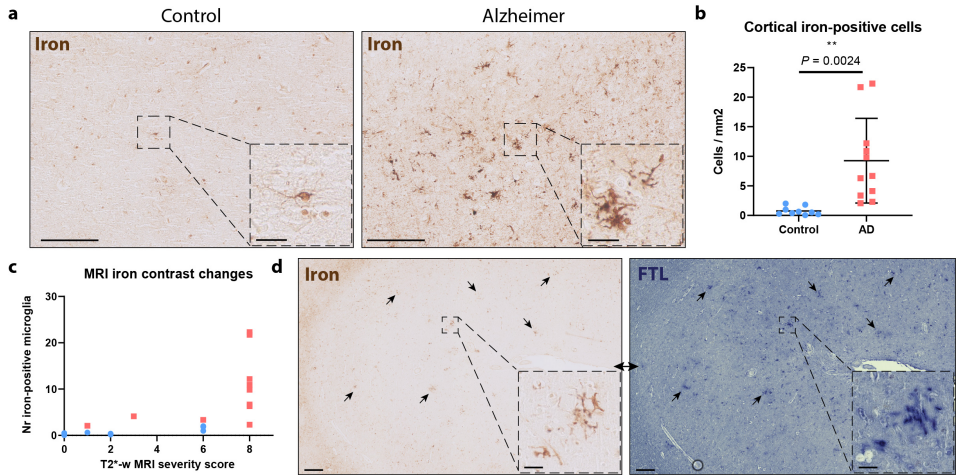 a
Control
Alzheimer
Iron
Iron
b
Cortical iron-positive cells
**
P = 0.0024
Cells / mm2
25
20
15
10
5
0
Control
AD
c
MRI iron contrast changes
Nr iron-positive microglia
30
20
10
0
0
2
4
6
8
T2*-w MRI severity score
d
Iron
FTL